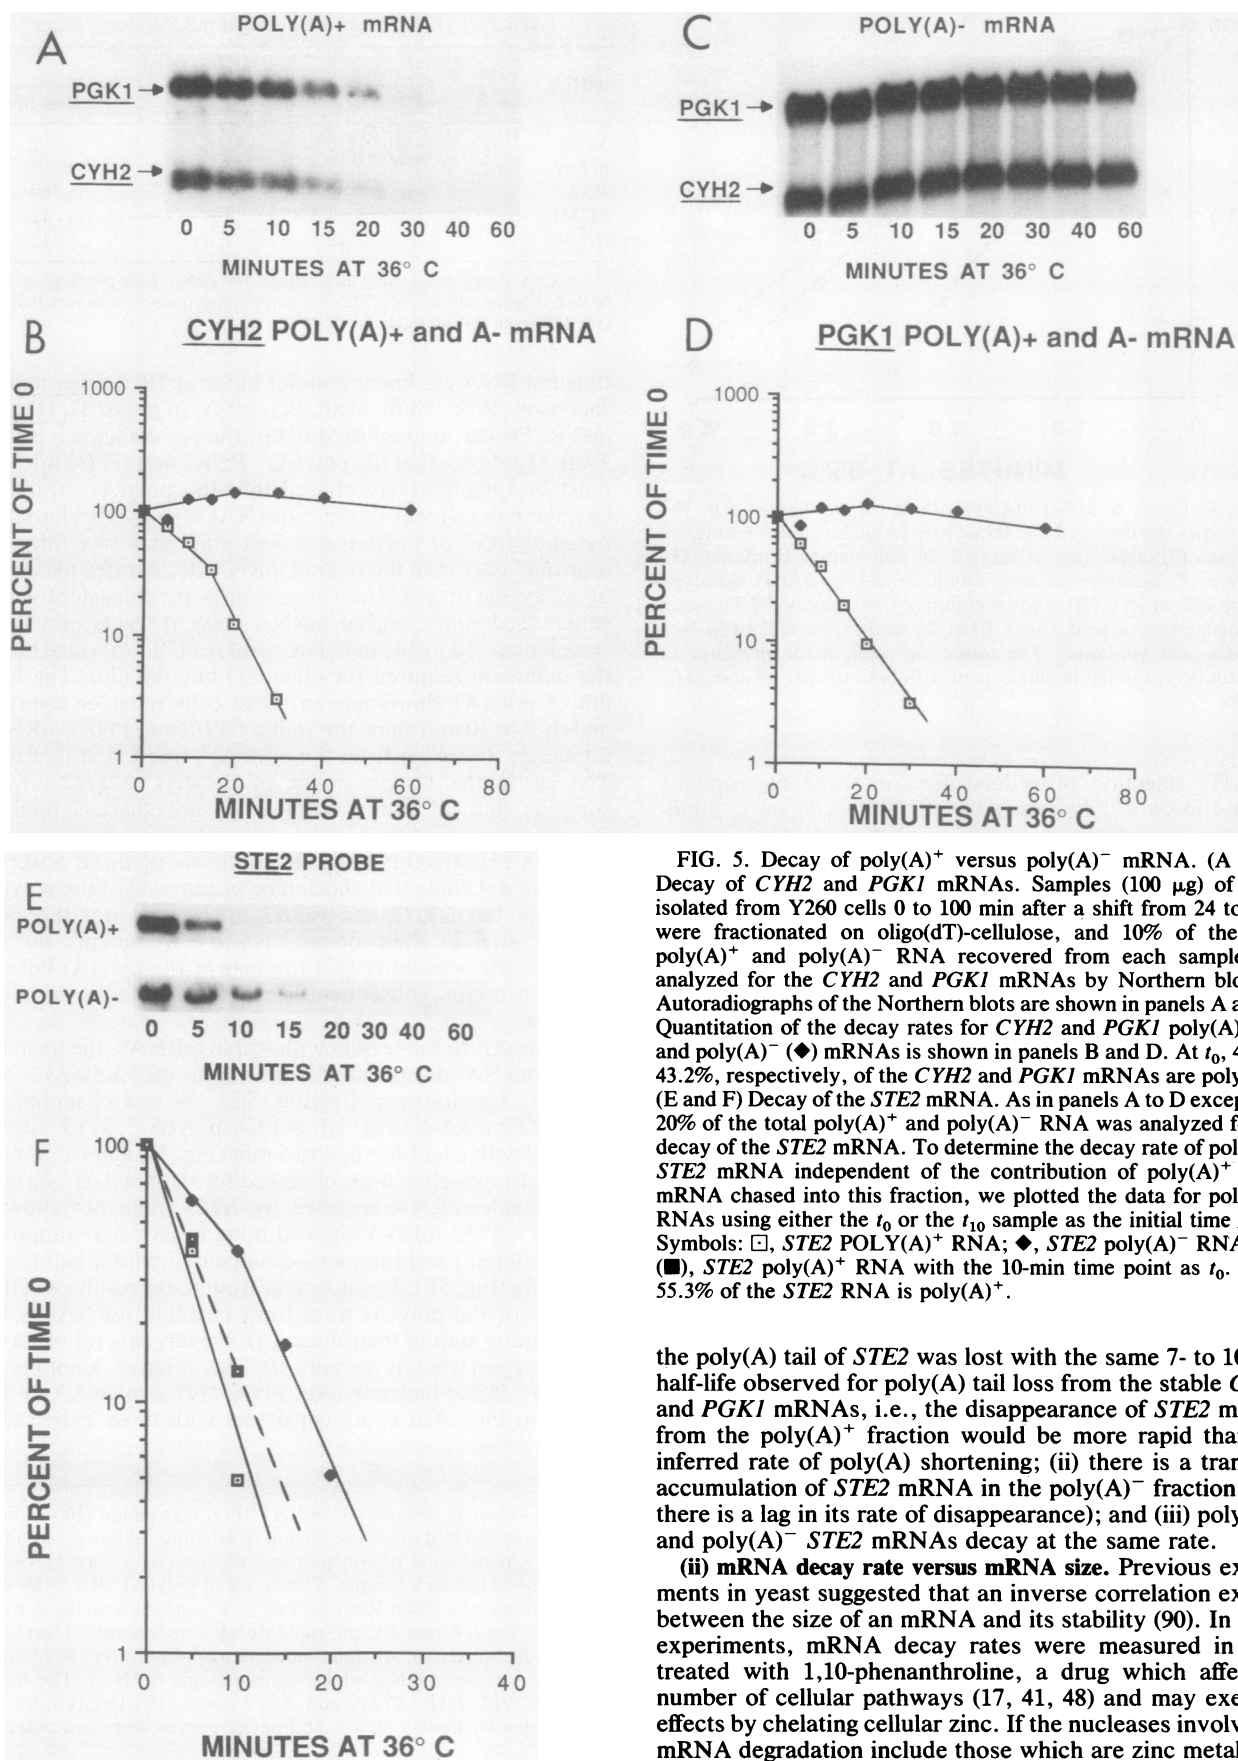 A
POLY(A)+ mRNA
PGK1
CYH2
0 5 10 15 20 30 40 60
MINUTES AT 36° C
C
POLY(A)- mRNA
PGK1
CYH2
0 5 10 15 20 30 40 60
MINUTES AT 36° C
B
CYH2 POLY(A)+ and A- mRNA
PERCENT OF TIME 0
1000
100
10
1
0 20 40 60 80
MINUTES AT 36° C
D
PGK1 POLY(A)+ and A- mRNA
PERCENT OF TIME 0
1000
100
10
1
0 20 40 60 80
MINUTES AT 36° C
E
STE2 PROBE
POLY(A)+
POLY(A)-
0 5 10 15 20 30 40 60
MINUTES AT 36° C
F
PERCENT OF TIME 0
100
10
1
0 10 20 30 40
MINUTES AT 36° C
FIG. 5. Decay of poly(A)⁺ versus poly(A)⁻ mRNA. (A
Decay of CYH2 and PGK1 mRNAs. Samples (100 µg) of
isolated from Y260 cells 0 to 100 min after a shift from 24 to
were fractionated on oligo(dT)-cellulose, and 10% of the
poly(A)⁺ and poly(A)⁻ RNA recovered from each sample
analyzed for the CYH2 and PGK1 mRNAs by Northern blo
Autoradiographs of the Northern blots are shown in panels A a
Quantitation of the decay rates for CYH2 and PGK1 poly(A)
and poly(A)⁻ (◆) mRNAs is shown in panels B and D. At t₀, 4
43.2%, respectively, of the CYH2 and PGK1 mRNAs are poly
(E and F) Decay of the STE2 mRNA. As in panels A to D excep
20% of the total poly(A)⁺ and poly(A)⁻ RNA was analyzed f
decay of the STE2 mRNA. To determine the decay rate of pol
STE2 mRNA independent of the contribution of poly(A)⁺
mRNA chased into this fraction, we plotted the data for pol
RNAs using either the t₀ or the t₁₀ sample as the initial time
Symbols: ⊡, STE2 POLY(A)⁺ RNA; ◆, STE2 poly(A)⁻ RNA
(■), STE2 poly(A)⁺ RNA with the 10-min time point as t₀.
55.3% of the STE2 RNA is poly(A)⁺.
the poly(A) tail of STE2 was lost with the same 7- to 10
half-life observed for poly(A) tail loss from the stable C
and PGK1 mRNAs, i.e., the disappearance of STE2 m
from the poly(A)⁺ fraction would be more rapid tha
inferred rate of poly(A) shortening; (ii) there is a tran
accumulation of STE2 mRNA in the poly(A)⁻ fraction
there is a lag in its rate of disappearance); and (iii) poly
and poly(A)⁻ STE2 mRNAs decay at the same rate.
(ii) mRNA decay rate versus mRNA size. Previous ex
ments in yeast suggested that an inverse correlation ex
between the size of an mRNA and its stability (90). In
experiments, mRNA decay rates were measured in
treated with 1,10-phenanthroline, a drug which affe
number of cellular pathways (17, 41, 48) and may exe
effects by chelating cellular zinc. If the nucleases involv
mRNA degradation include those which are zinc metal